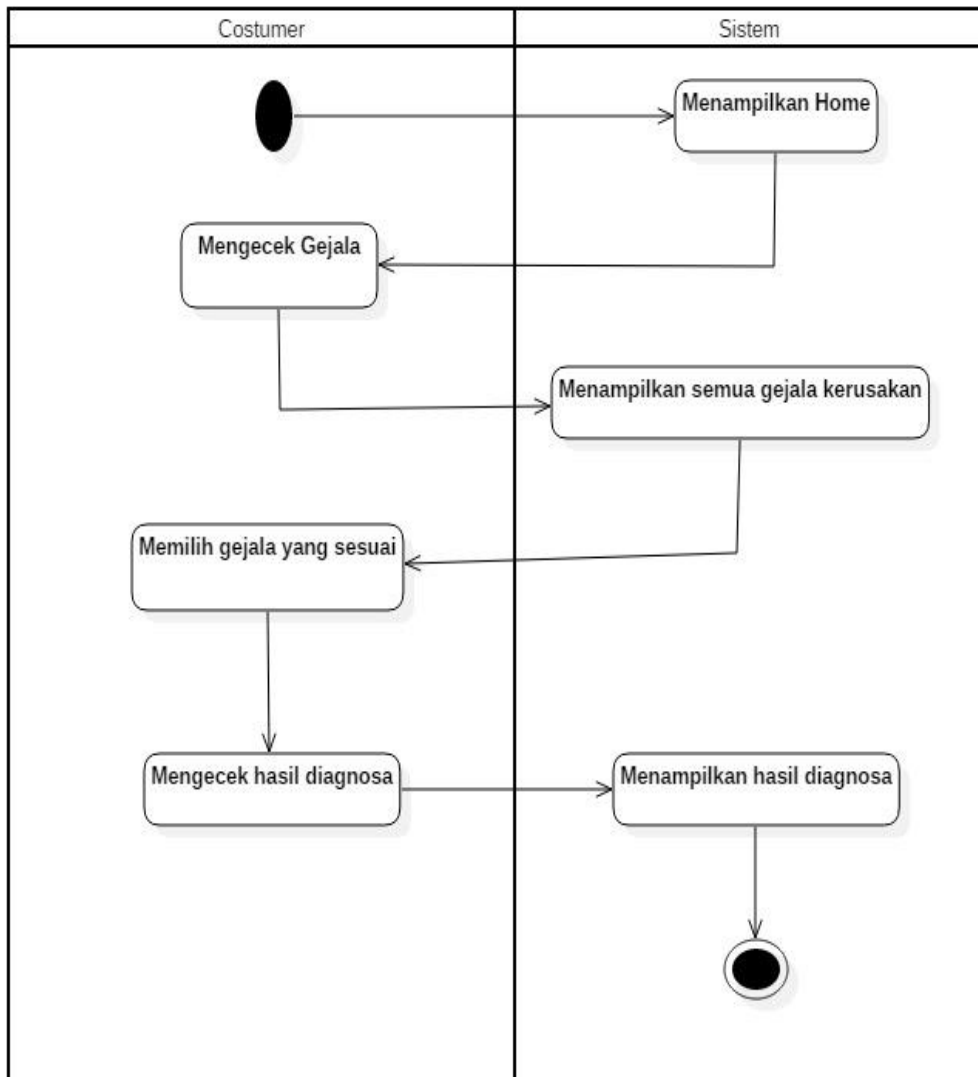 Costumer
Sistem
Menampilkan Home
Mengecek Gejala
Menampilkan semua gejala kerusakan
Memilih gejala yang sesuai
Mengecek hasil diagnosa
Menampilkan hasil diagnosa